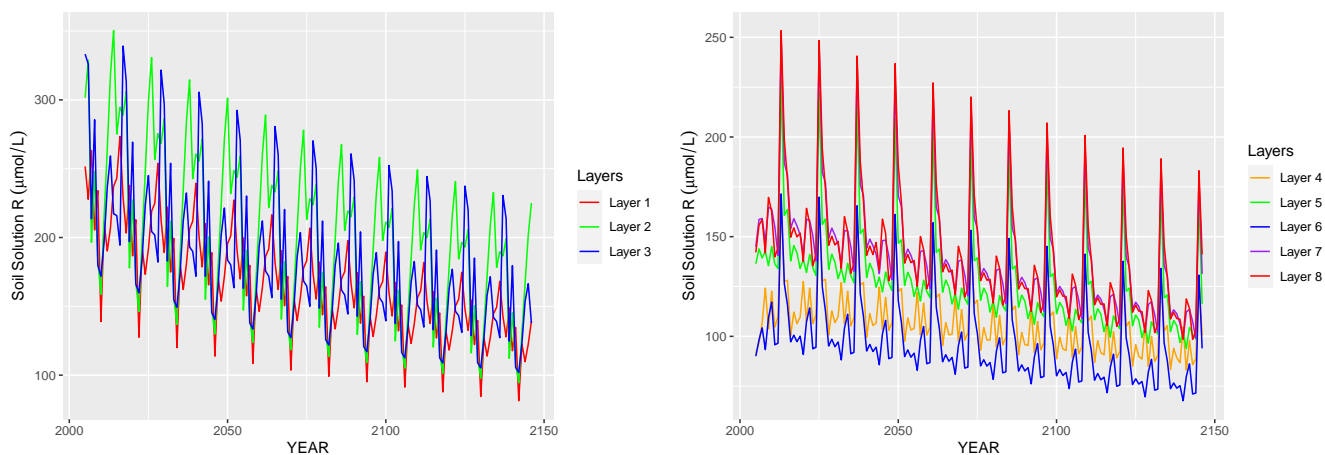 Soil Solution R (μmol/L)
300
200
100
2000
2050
2100
2150
YEAR
Layers
Layer 1
Layer 2
Layer 3
Soil Solution R (μmol/L)
250
200
150
100
2000
2050
2100
2150
YEAR
Layers
Layer 4
Layer 5
Layer 6
Layer 7
Layer 8